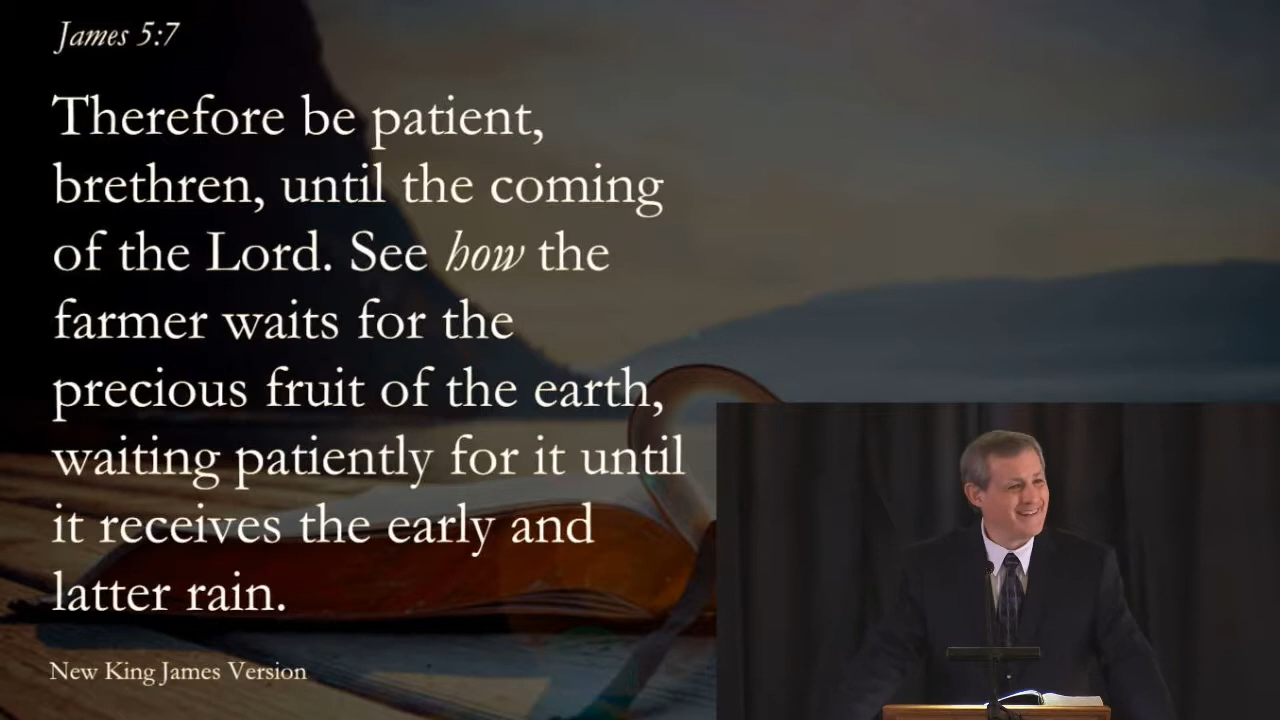 James 5:7
Therefore be patient,
brethren, until the coming
of the Lord. See how the
farmer waits for the
precious fruit of the earth,
waiting patiently for it until
it receives the early and
latter rain.
New King James Version